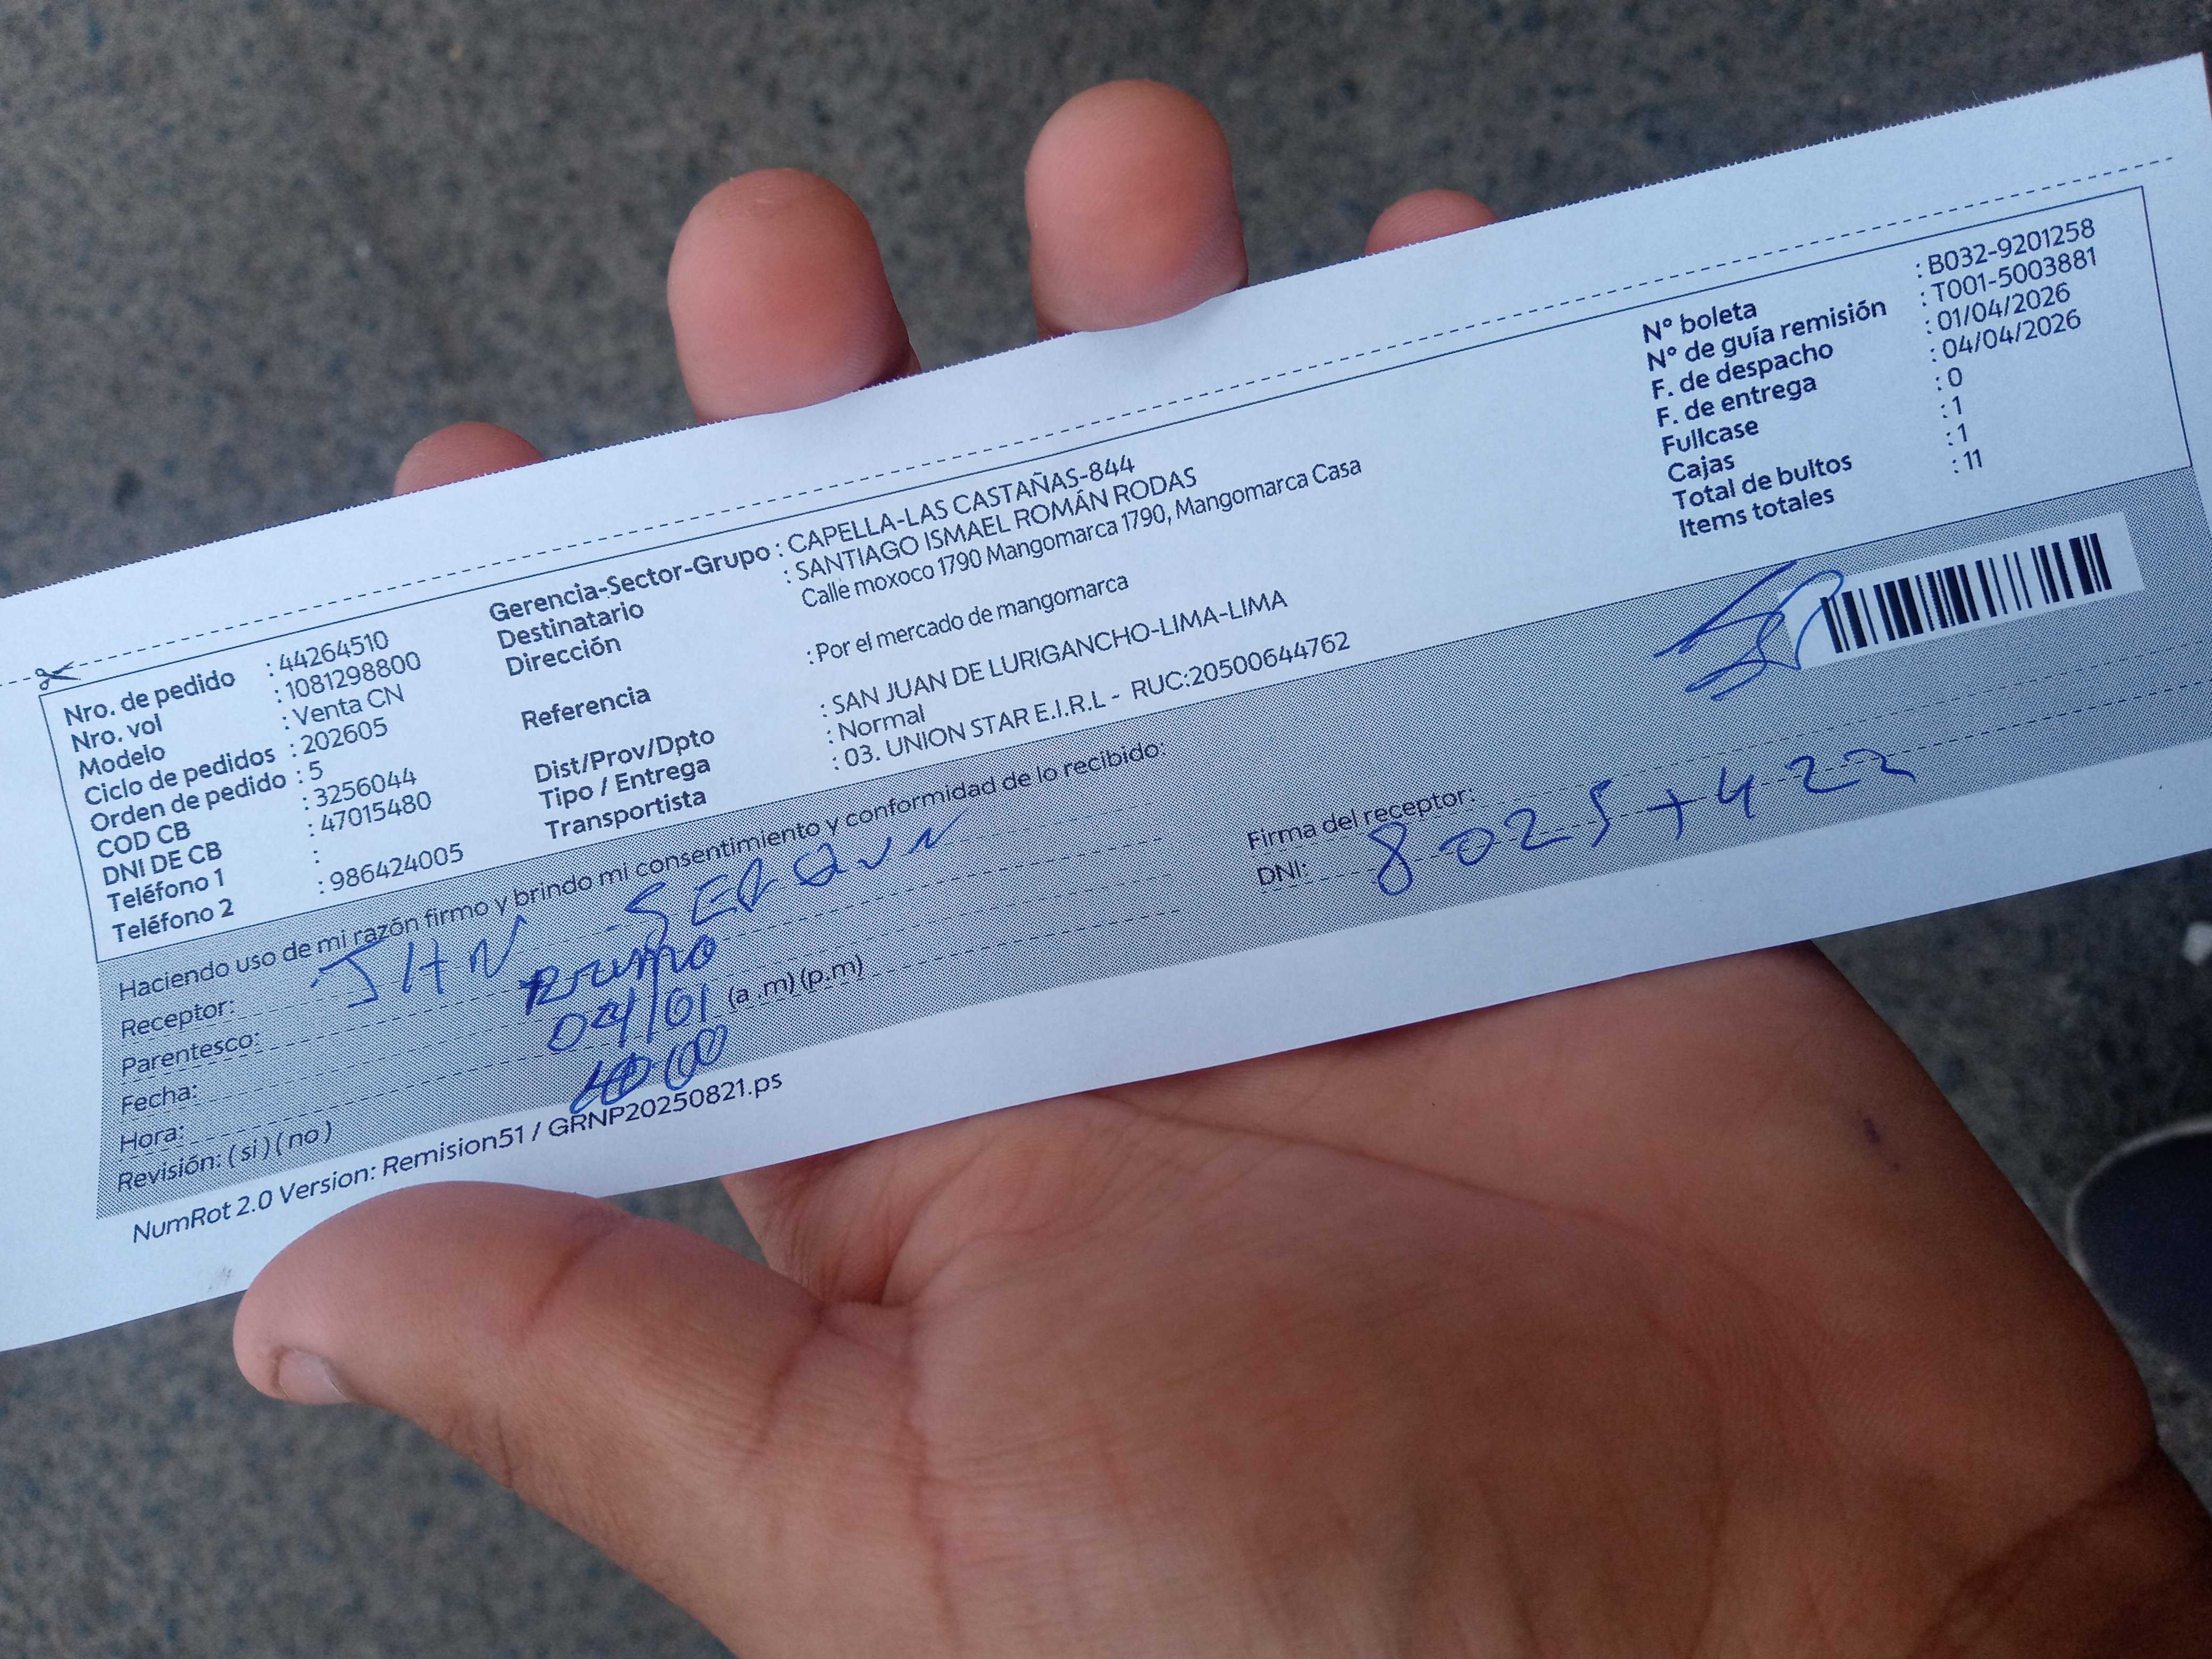 Nro. de pedido : 44264510
Nro. vol : 1081298800
Modelo : Venta CN
Ciclo de pedidos : 202605
Orden de pedido : 5
COD CB : 3256044
DNI DE CB : 47015480
Teléfono 1 :
Teléfono 2 : 986424005
Gerencia-Sector-Grupo : CAPELLA-LAS CASTAÑAS-844
Destinatario : SANTIAGO ISMAEL ROMÁN RODAS
Dirección Calle moxoco 1790 Mangomarca 1790, Mangomarca Casa
Referencia : Por el mercado de mangomarca
Dist/Prov/Dpto : SAN JUAN DE LURIGANCHO-LIMA-LIMA
Tipo / Entrega : Normal
Transportista : 03. UNION STAR E.I.R.L - RUC:20500644762
N° boleta : B032-9201258
N° de guía remisión : T001-5003881
F. de despacho : 01/04/2026
F. de entrega : 04/04/2026
Fullcase : 0
Cajas : 1
Total de bultos : 1
Items totales : 11
Haciendo uso de mi razón firmo y brindo mi consentimiento y conformidad de lo recibido:
Receptor: JHN
Parentesco: Primo
Fecha: (a .m) (p.m)
Hora:
Revisión: ( si ) ( no )
Firma del receptor:
DNI: 8025+422
NumRot 2.0 Version: Remision51 / GRNP20250821.ps